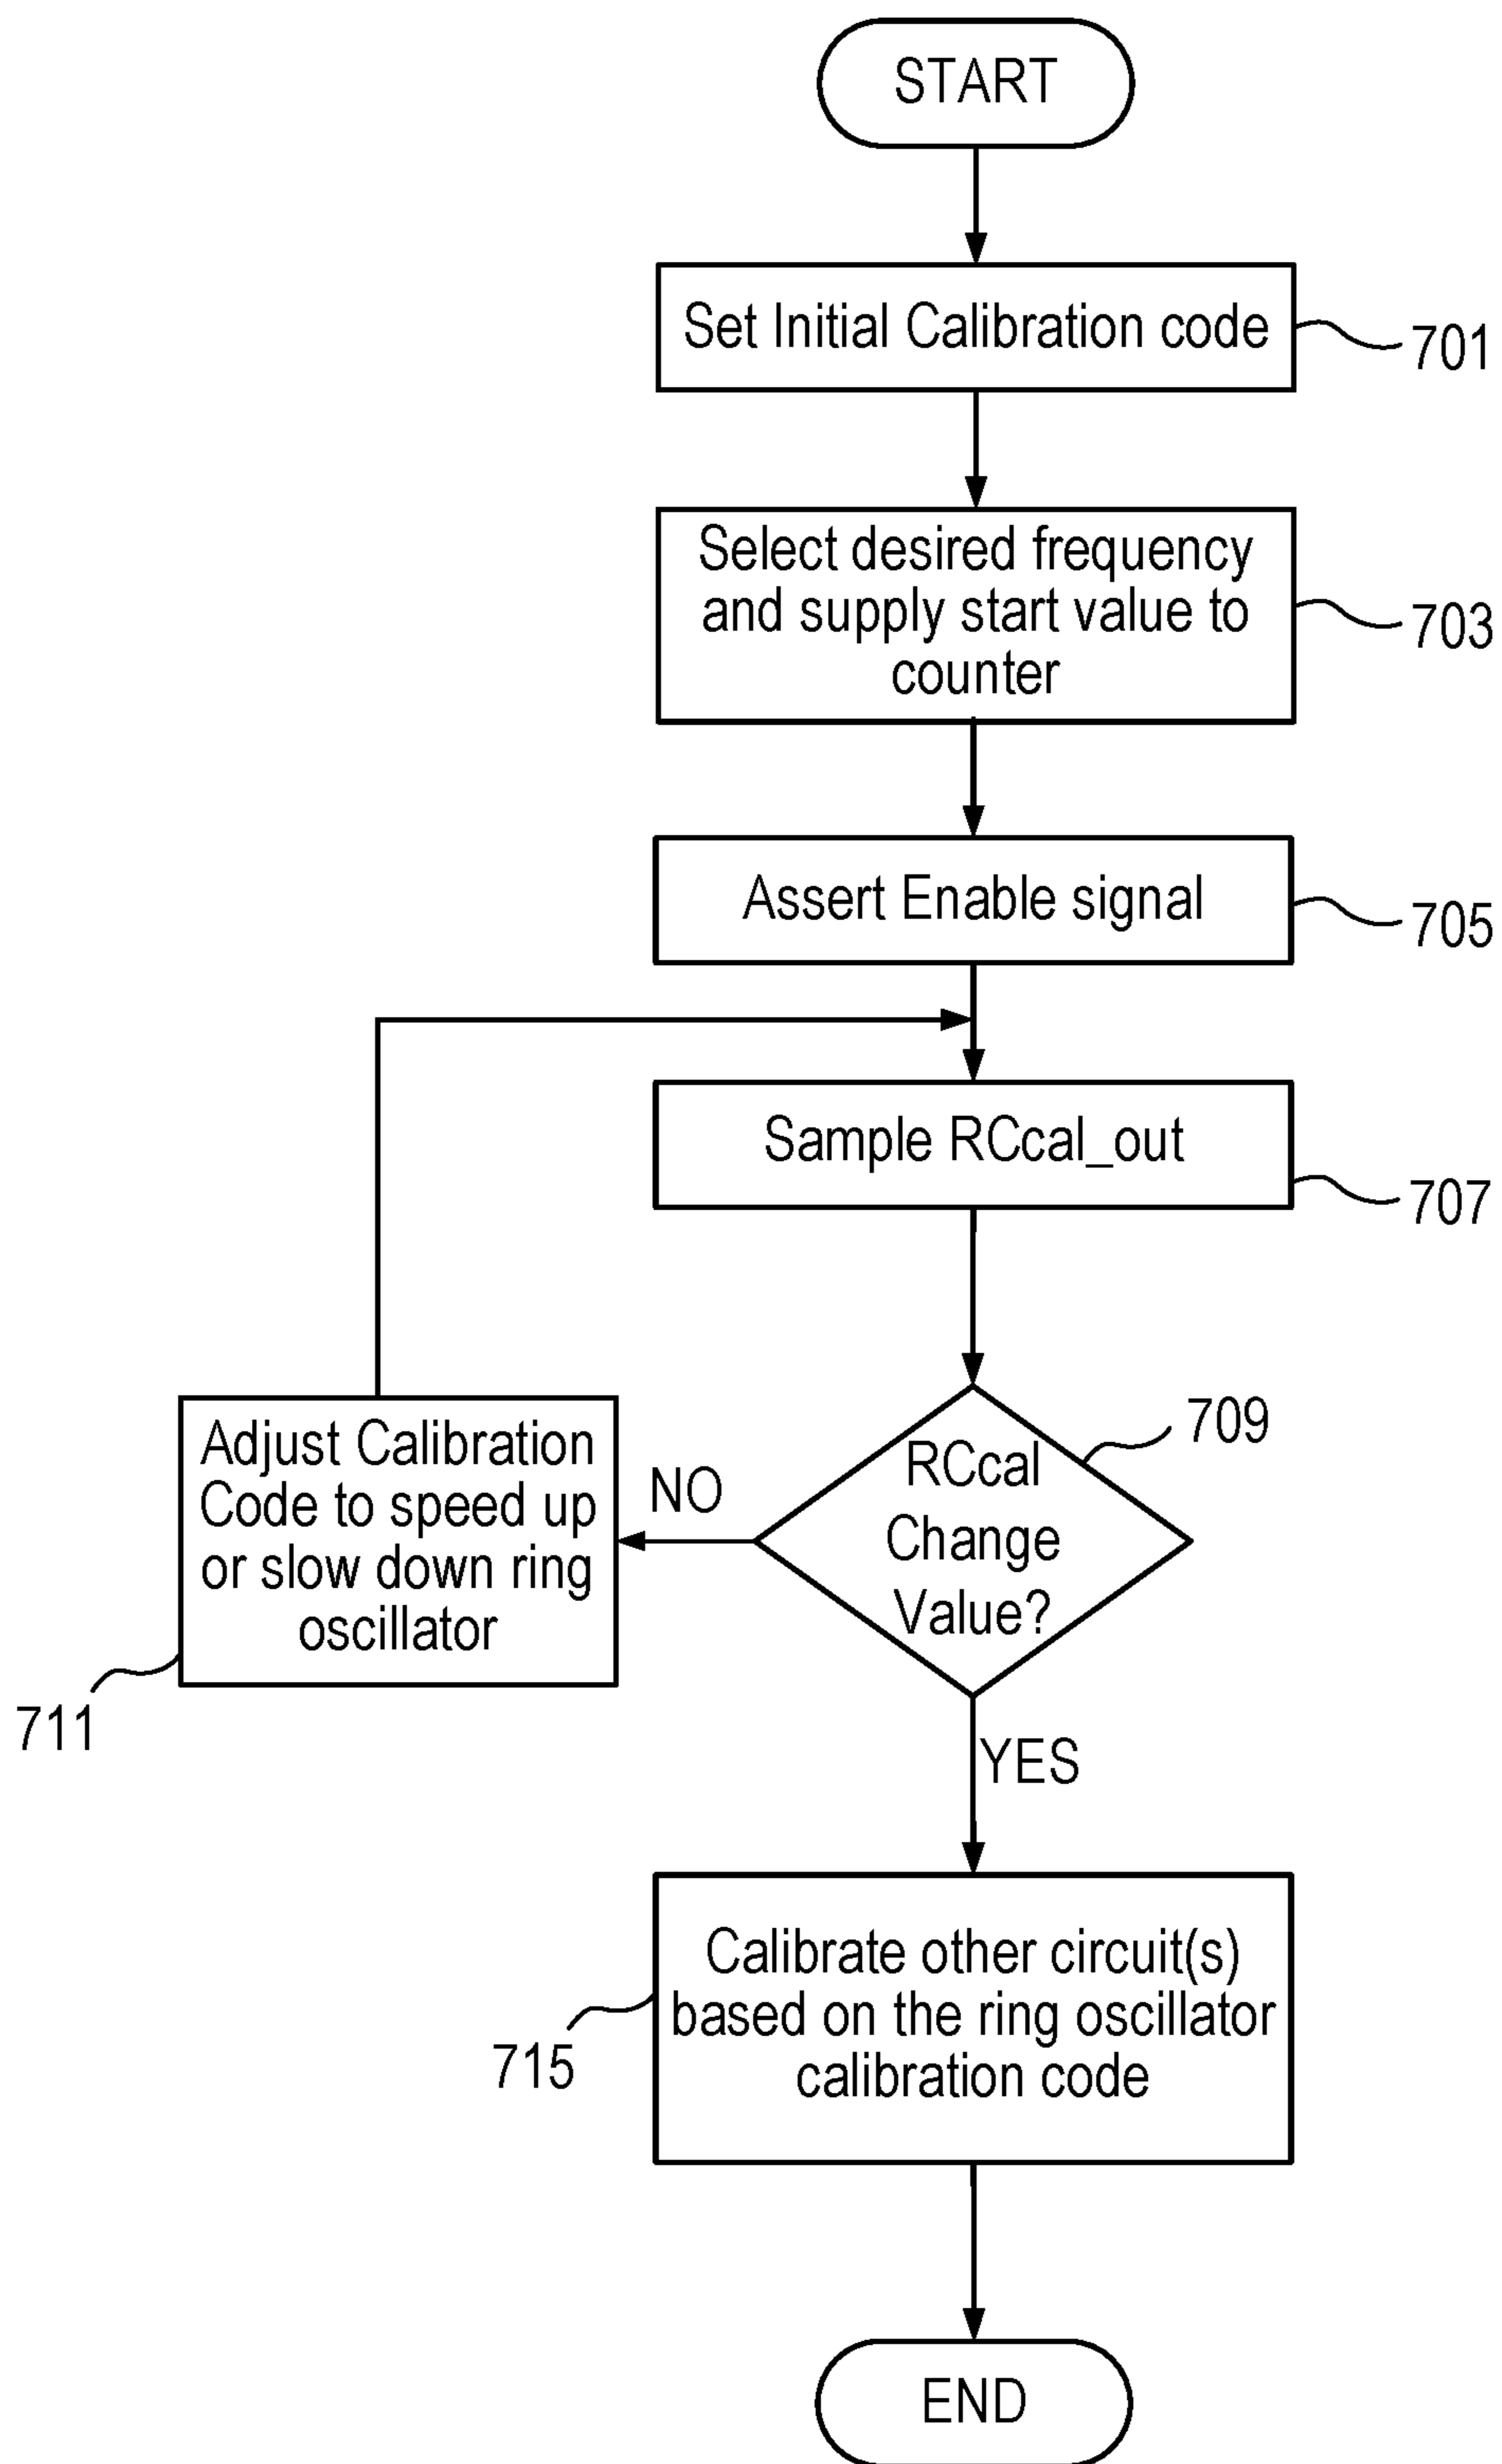 START
Set Initial Calibration code
701
Select desired frequency
and supply start value to
counter
703
Assert Enable signal
705
Sample RCcal_out
707
RCcal
Change
Value?
709
NO
Adjust Calibration
Code to speed up
or slow down ring
oscillator
711
YES
Calibrate other circuit(s)
based on the ring oscillator
calibration code
715
END